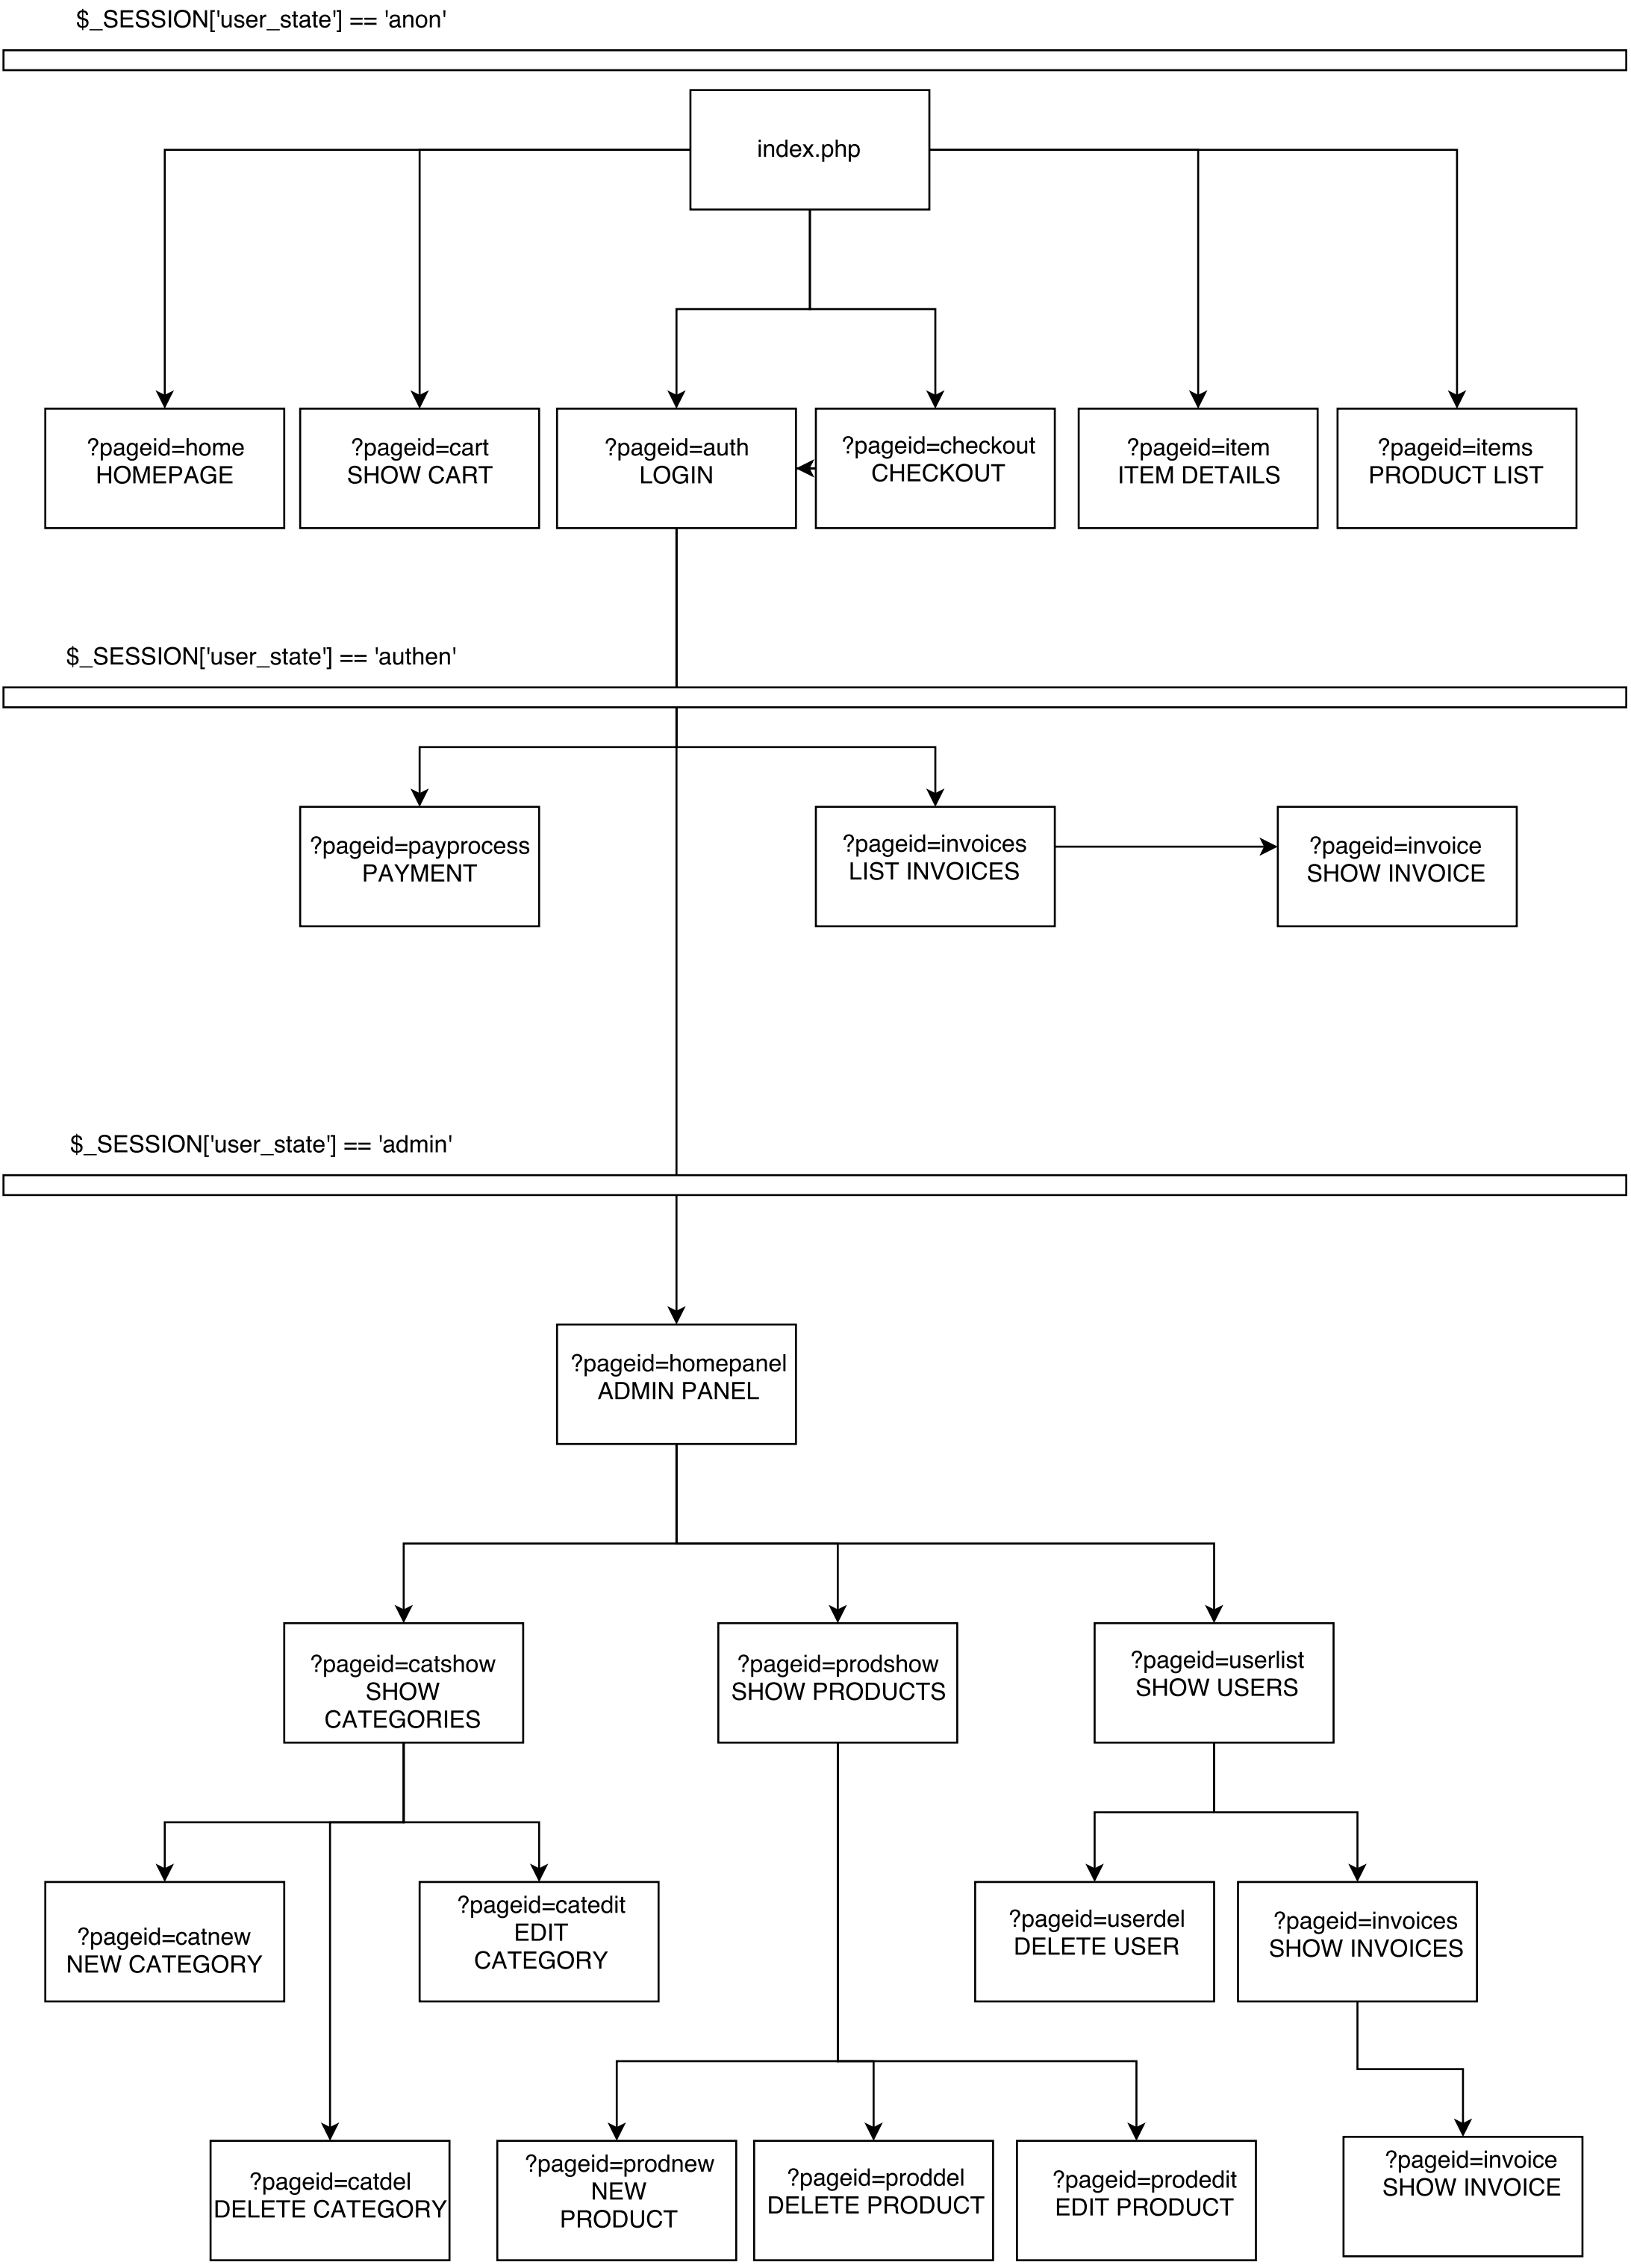 $_SESSION['user_state'] == 'anon'
index.php
?pageid=home
HOMEPAGE
?pageid=cart
SHOW CART
?pageid=auth
LOGIN
?pageid=checkout
CHECKOUT
?pageid=item
ITEM DETAILS
?pageid=items
PRODUCT LIST
$_SESSION['user_state'] == 'authen'
?pageid=payprocess
PAYMENT
?pageid=invoices
LIST INVOICES
?pageid=invoice
SHOW INVOICE
$_SESSION['user_state'] == 'admin'
?pageid=homepanel
ADMIN PANEL
?pageid=catshow
SHOW
CATEGORIES
?pageid=prodshow
SHOW PRODUCTS
?pageid=userlist
SHOW USERS
?pageid=catnew
NEW CATEGORY
?pageid=catedit
EDIT
CATEGORY
?pageid=userdel
DELETE USER
?pageid=invoices
SHOW INVOICES
?pageid=catdel
DELETE CATEGORY
?pageid=prodnew
NEW
PRODUCT
?pageid=proddel
DELETE PRODUCT
?pageid=prodedit
EDIT PRODUCT
?pageid=invoice
SHOW INVOICE